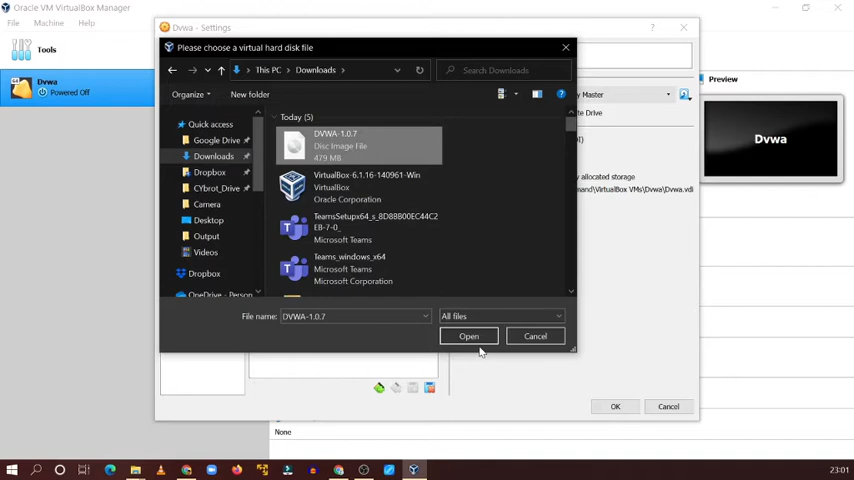 Oracle VM VirtualBox Manager
File Machine Help
Dvwa - Settings
?
Please choose a virtual hard disk file
Tools
This PC > Downloads >
Search Downloads
Dvwa
Powered Off
Preview
Organize
New folder
y Master
Quick access
Google Drive
Downloads
Dropbox
CYbrot_Drive
Camera
Desktop
Output
Videos
Dropbox
OneDrive - Person
Today (5)
DVWA-1.0.7
Disc Image File
479 MB
VirtualBox-6.1.16-140961-Win
VirtualBox
Oracle Corporation
TeamsSetupx64_s_8D88B00EC44C2
EB-7-0_
Microsoft Teams
Teams_windows_x64
Microsoft Teams
Microsoft Corporation
te Drive
DI)
y allocated storage
mand\VirtualBox VMs\Dvwa\Dvwa.vdi
Dvwa
File name: DVWA-1.0.7
All files
Open
Cancel
OK
Cancel
None
23:01